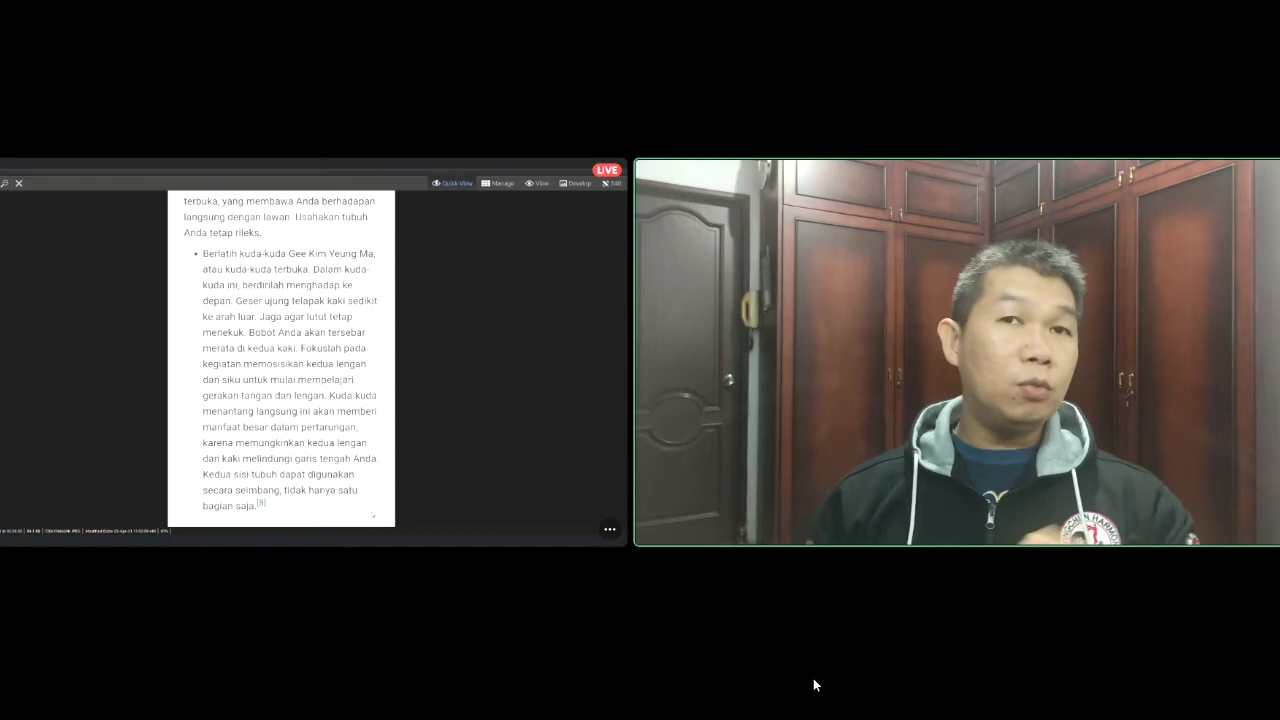 LIVE
Quick View Manage View Develop Edit
terbuka, yang membawa Anda berhadapan
langsung dengan lawan. Usahakan tubuh
Anda tetap rileks.
• Berlatih kuda-kuda Gee Kim Yeung Ma,
atau kuda-kuda terbuka. Dalam kuda-
kuda ini, berdirilah menghadap ke
depan. Geser ujung telapak kaki sedikit
ke arah luar. Jaga agar lutut tetap
menekuk. Bobot Anda akan tersebar
merata di kedua kaki. Fokuslah pada
kegiatan memosisikan kedua lengan
dan siku untuk mulai mempelajari
gerakan tangan dan lengan. Kuda-kuda
menantang langsung ini akan memberi
manfaat besar dalam pertarungan,
karena memungkinkan kedua lengan
dan kaki melindungi garis tengah Anda.
Kedua sisi tubuh dapat digunakan
secara seimbang, tidak hanya satu
bagian saja.[8]